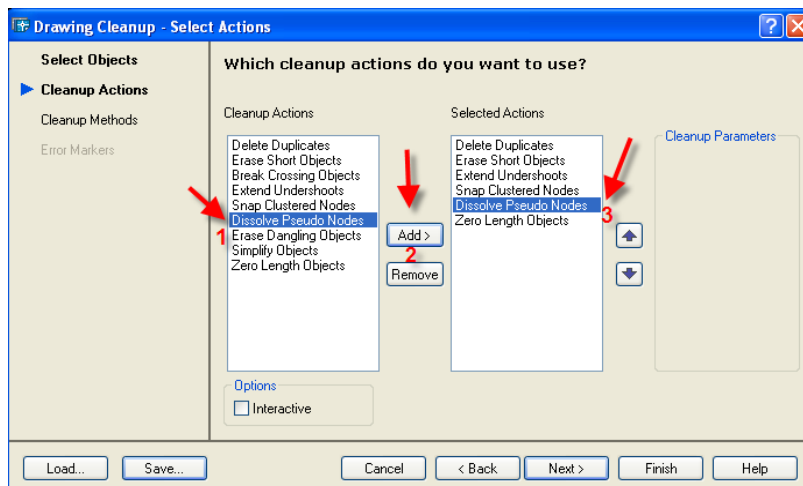 Drawing Cleanup - Select Actions
Select Objects
Cleanup Actions
Cleanup Methods
Error Markers
Which cleanup actions do you want to use?
Cleanup Actions
Delete Duplicates
Erase Short Objects
Break Crossing Objects
Extend Undershoots
Snap Clustered Nodes
Dissolve Pseudo Nodes
Erase Dangling Objects
Simplify Objects
Zero Length Objects
1
Add >
2
Remove
Selected Actions
Delete Duplicates
Erase Short Objects
Extend Undershoots
Snap Clustered Nodes
Dissolve Pseudo Nodes
Zero Length Objects
3
Cleanup Parameters
Options
Interactive
Load...
Save...
Cancel
< Back
Next >
Finish
Help